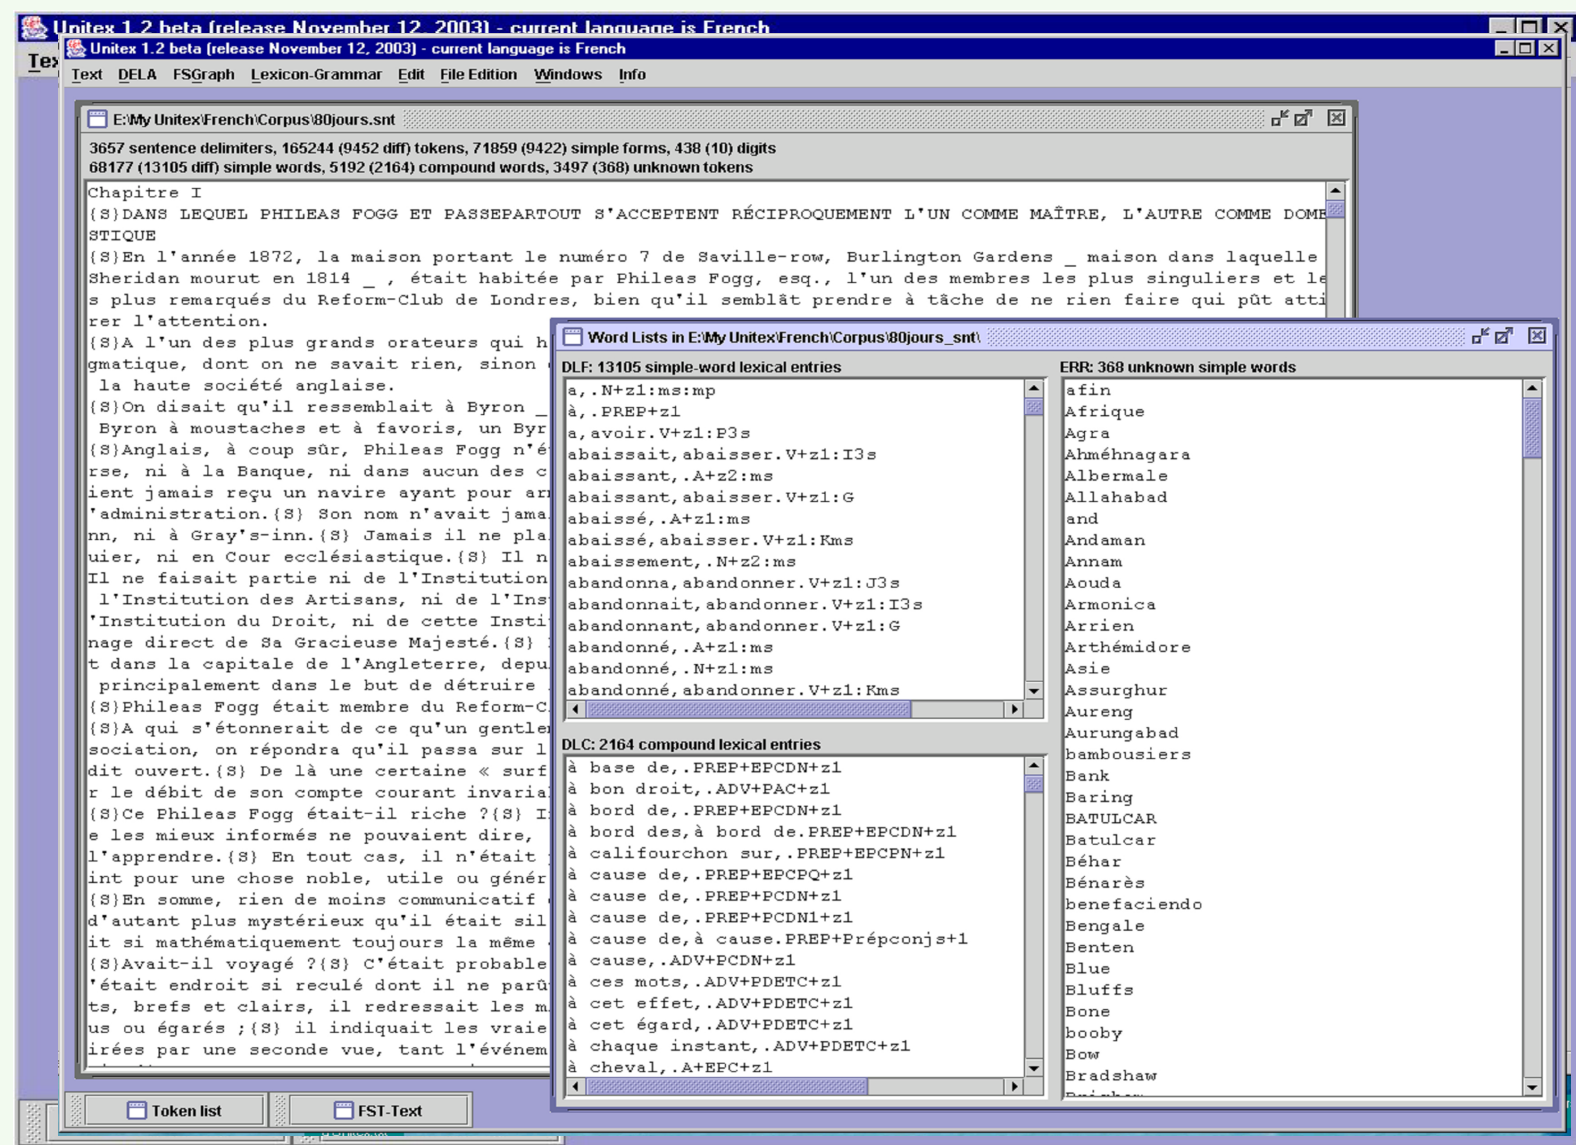 Unitex 1.2 beta (release November 12, 2003) - current language is French
Unitex 1.2 beta (release November 12, 2003) - current language is French
Text DELA FSGraph Lexicon-Grammar Edit File Edition Windows Info
E:\My Unitex\French\Corpus\80jours.snt
3657 sentence delimiters, 165244 (9452 diff) tokens, 71859 (9422) simple forms, 438 (10) digits
68177 (13105 diff) simple words, 5192 (2164) compound words, 3497 (368) unknown tokens
Chapitre I
{S}DANS LEQUEL PHILEAS FOGG ET PASSEPARTOUT S'ACCEPTENT RÉCIPROQUEMENT L'UN COMME MAÎTRE, L'AUTRE COMME DOME
STIQUE
{S}En l'année 1872, la maison portant le numéro 7 de Saville-row, Burlington Gardens _ maison dans laquelle
Sheridan mourut en 1814 _ , était habitée par Phileas Fogg, esq., l'un des membres les plus singuliers et le
s plus remarqués du Reform-Club de Londres, bien qu'il semblât prendre à tâche de ne rien faire qui pût atti
rer l'attention.
{S}A l'un des plus grands orateurs qui h
gmatique, dont on ne savait rien, sinon
la haute société anglaise.
{S}On disait qu'il ressemblait à Byron _
Byron à moustaches et à favoris, un Byr
{S}Anglais, à coup sûr, Phileas Fogg n'é
rse, ni à la Banque, ni dans aucun des c
ient jamais reçu un navire ayant pour ar
'administration.{S} Son nom n'avait jama
nn, ni à Gray's-inn.{S} Jamais il ne pla
uier, ni en Cour ecclésiastique.{S} Il n
Il ne faisait partie ni de l'Institution
l'Institution des Artisans, ni de l'Ins
'Institution du Droit, ni de cette Insti
nage direct de Sa Gracieuse Majesté.{S}
t dans la capitale de l'Angleterre, depu
principalement dans le but de détruire
{S}Phileas Fogg était membre du Reform-C
{S}A qui s'étonnerait de ce qu'un gentle
sociation, on répondra qu'il passa sur l
dit ouvert.{S} De là une certaine « surf
r le débit de son compte courant invaria
{S}Ce Phileas Fogg était-il riche ?{S} I
e les mieux informés ne pouvaient dire,
l'apprendre.{S} En tout cas, il n'était
int pour une chose noble, utile ou génér
{S}En somme, rien de moins communicatif
d'autant plus mystérieux qu'il était sil
it si mathématiquement toujours la même
{S}Avait-il voyagé ?{S} C'était probable
'était endroit si reculé dont il ne parû
ts, brefs et clairs, il redressait les m
us ou égarés ;{S} il indiquait les vraie
irées par une seconde vue, tant l'événem
Word Lists in E:\My Unitex\French\Corpus\80jours_snt\
DLF: 13105 simple-word lexical entries
a,.N+z1:ms:mp
à,.PREP+z1
a,avoir.V+z1:P3s
abaissait,abaisser.V+z1:I3s
abaissant,.A+z2:ms
abaissant,abaisser.V+z1:G
abaissé,.A+z1:ms
abaissé,abaisser.V+z1:Kms
abaissement,.N+z2:ms
abandonna,abandonner.V+z1:J3s
abandonnait,abandonner.V+z1:I3s
abandonnant,abandonner.V+z1:G
abandonné,.A+z1:ms
abandonné,.N+z1:ms
abandonné,abandonner.V+z1:Kms
DLC: 2164 compound lexical entries
à base de,.PREP+EPCDN+z1
à bon droit,.ADV+PAC+z1
à bord de,.PREP+EPCDN+z1
à bord des,à bord de.PREP+EPCDN+z1
à califourchon sur,.PREP+EPCPN+z1
à cause de,.PREP+EPCPQ+z1
à cause de,.PREP+PCDN+z1
à cause de,.PREP+PCDN1+z1
à cause de,à cause.PREP+Prépconjs+1
à cause,.ADV+PCDN+z1
à ces mots,.ADV+PDETC+z1
à cet effet,.ADV+PDETC+z1
à cet égard,.ADV+PDETC+z1
à chaque instant,.ADV+PDETC+z1
à cheval,.A+EPC+z1
ERR: 368 unknown simple words
afin
Afrique
Agra
Ahméhnagara
Albermale
Allahabad
and
Andaman
Annam
Aouda
Armonica
Arrien
Arthémidore
Asie
Assurghur
Aureng
Aurungabad
bambousiers
Bank
Baring
BATULCAR
Batulcar
Béhar
Bénarès
benefaciendo
Bengale
Benten
Blue
Bluffs
Bone
booby
Bow
Bradshaw
Token list
FST-Text